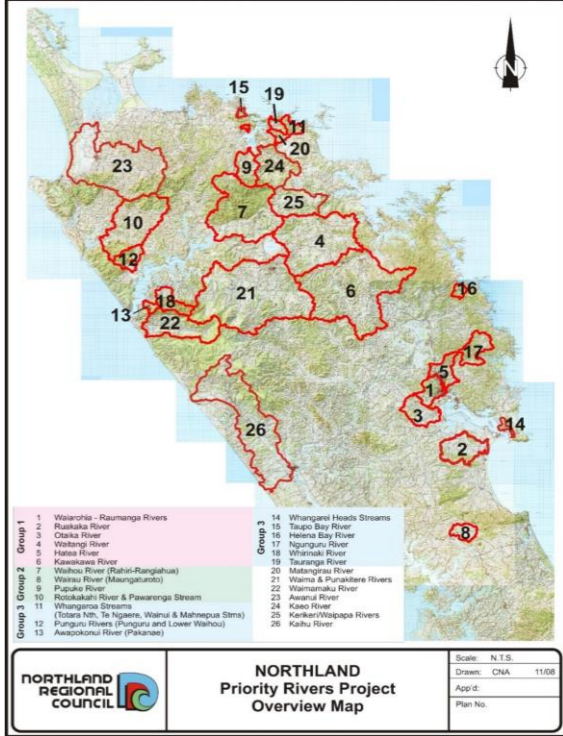 N
15
19
11
20
23
9
24
25
7
10
4
12
21
6
16
13
18
22
17
5
1
3
14
26
2
8
Group 1
1 Waiarohia - Raumanga Rivers
2 Ruakaka River
3 Otaika River
4 Waitangi River
5 Hatea River
6 Kawakawa River
Group 2
7 Waihou River (Rahiri-Rangiahua)
8 Wairau River (Maungaturoto)
9 Pupuke River
10 Rotokakahi River & Pawarenga Stream
Group 3
11 Whangaroa Streams
(Totara Nth, Te Ngaere, Wainui & Mahnepua Stms)
12 Punguru Rivers (Punguru and Lower Waihou)
13 Awapokonui River (Pakanae)
Group 3
14 Whangarei Heads Streams
15 Taupo Bay River
16 Helena Bay River
17 Ngunguru River
18 Whirinaki River
19 Tauranga River
20 Matangirau River
21 Waima & Punakitere Rivers
22 Waimamaku River
23 Awanui River
24 Kaeo River
25 Kerikeri/Waipapa Rivers
26 Kaihu River
NORTHLAND
REGIONAL
COUNCIL
NORTHLAND
Priority Rivers Project
Overview Map
Scale: N.T.S.
Drawn: CNA 11/08
App'd:
Plan No.